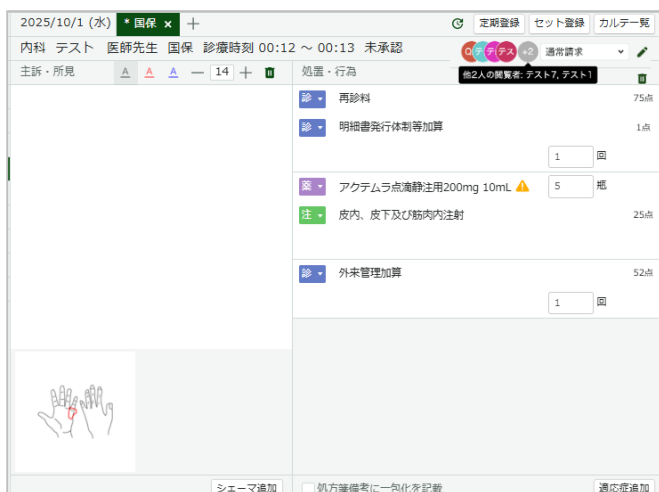 2025/10/1 (水) * 国保 × +
定期登録 セット登録 カルテ一覧
内科 テスト 医師先生 国保 診療時刻 00:12 ～ 00:13 未承認
テ テス +2 通常請求
他2人の閲覧者: テスト7, テスト1
主訴・所見 A A A — 14 +
処置・行為
診 再診料 75点
診 明細書発行体制等加算 1点
1 回
薬 アクテムラ点滴静注用200mg 10mL 5 瓶
注 皮内、皮下及び筋肉内注射 25点
診 外来管理加算 52点
1 回
シェーマ追加
処方箋備考に一包化を記載
適応症追加